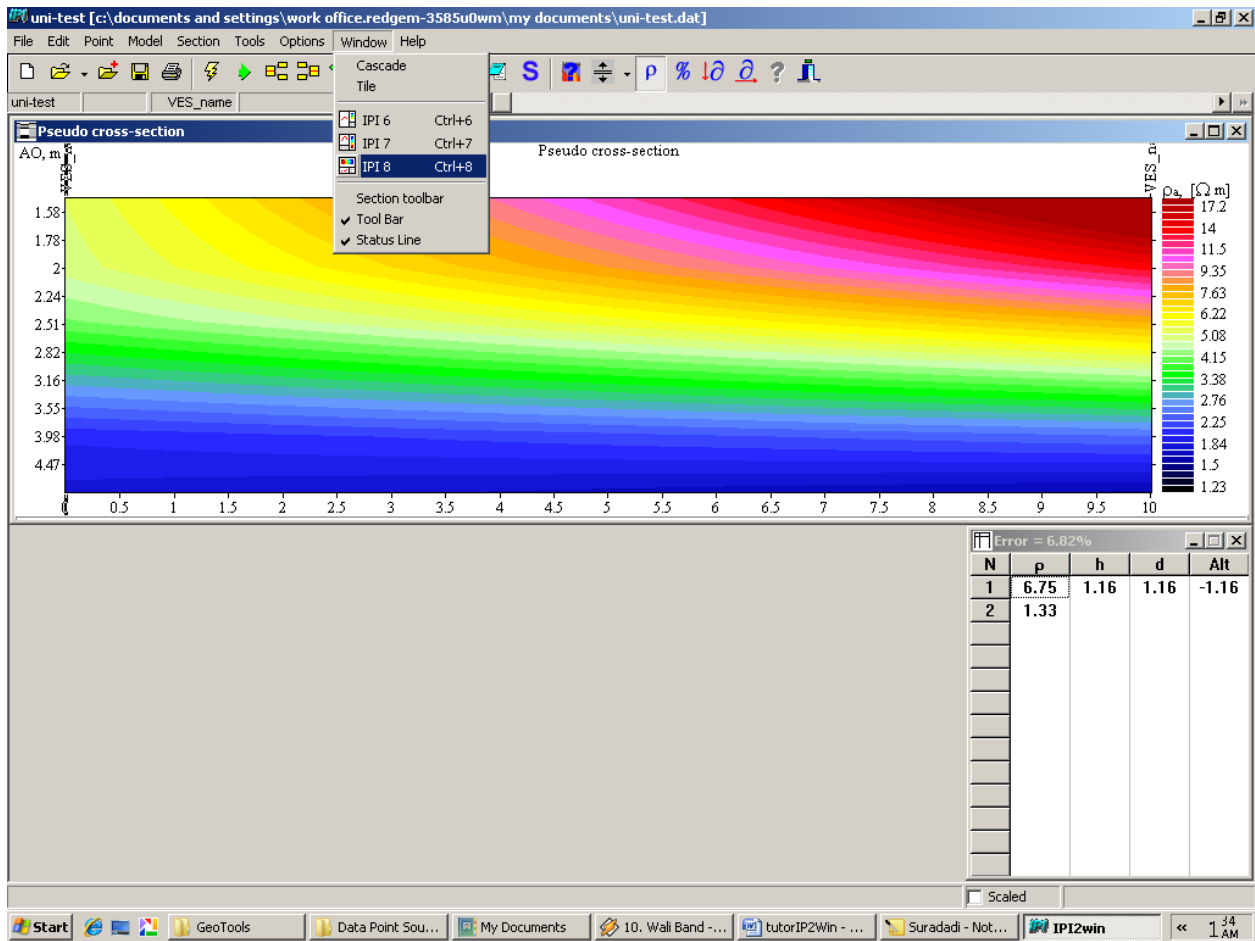 uni-test [c:\documents and settings\work office.redgem-3585u0wm\my documents\uni-test.dat]
File Edit Point Model Section Tools Options Window Help
S ρ % ↓∂ ∂ ?
uni-test VES_name
Cascade
Tile
IPI 6 Ctrl+6
IPI 7 Ctrl+7
IPI 8 Ctrl+8
Section toolbar
Tool Bar
Status Line
Pseudo cross-section
AO, m
Pseudo cross-section
ρa, [Ω m]
1.58
1.78
2
2.24
2.51
2.82
3.16
3.55
3.98
4.47
17.2
14
11.5
9.35
7.63
6.22
5.08
4.15
3.38
2.76
2.25
1.84
1.5
1.23
0.5 1 1.5 2 2.5 3 3.5 4 4.5 5 5.5 6 6.5 7 7.5 8 8.5 9 9.5 10
Error = 6.82%
N ρ h d Alt
1 6.75 1.16 1.16 -1.16
2 1.33
Scaled
Start GeoTools Data Point Sou... My Documents 10. Wali Band -... tutorIP2Win - ... Suradadi - Not... IPI2win « 1 34 AM